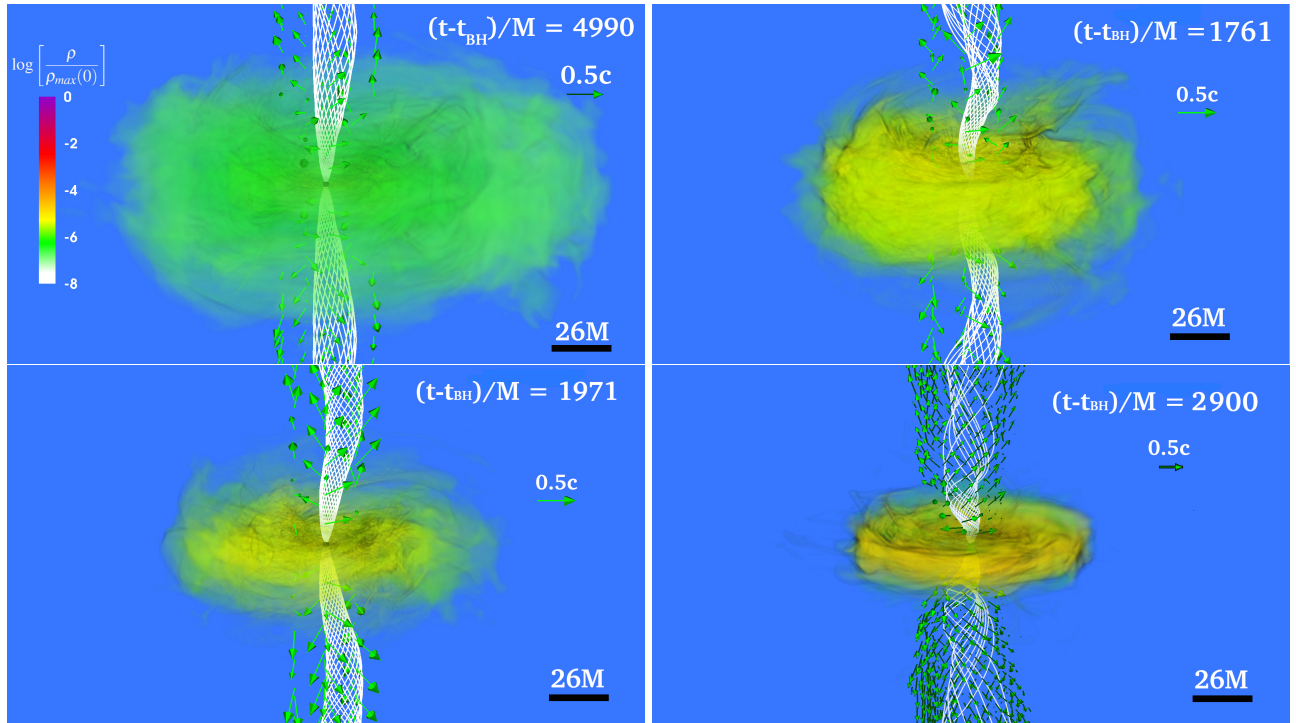 (t-t_BH)/M = 4990
log [ρ/ρ_max(0)]
0
-2
-4
-6
-8
0.5c
26M
(t-t_BH)/M = 1761
0.5c
26M
(t-t_BH)/M = 1971
0.5c
26M
(t-t_BH)/M = 2900
0.5c
26M